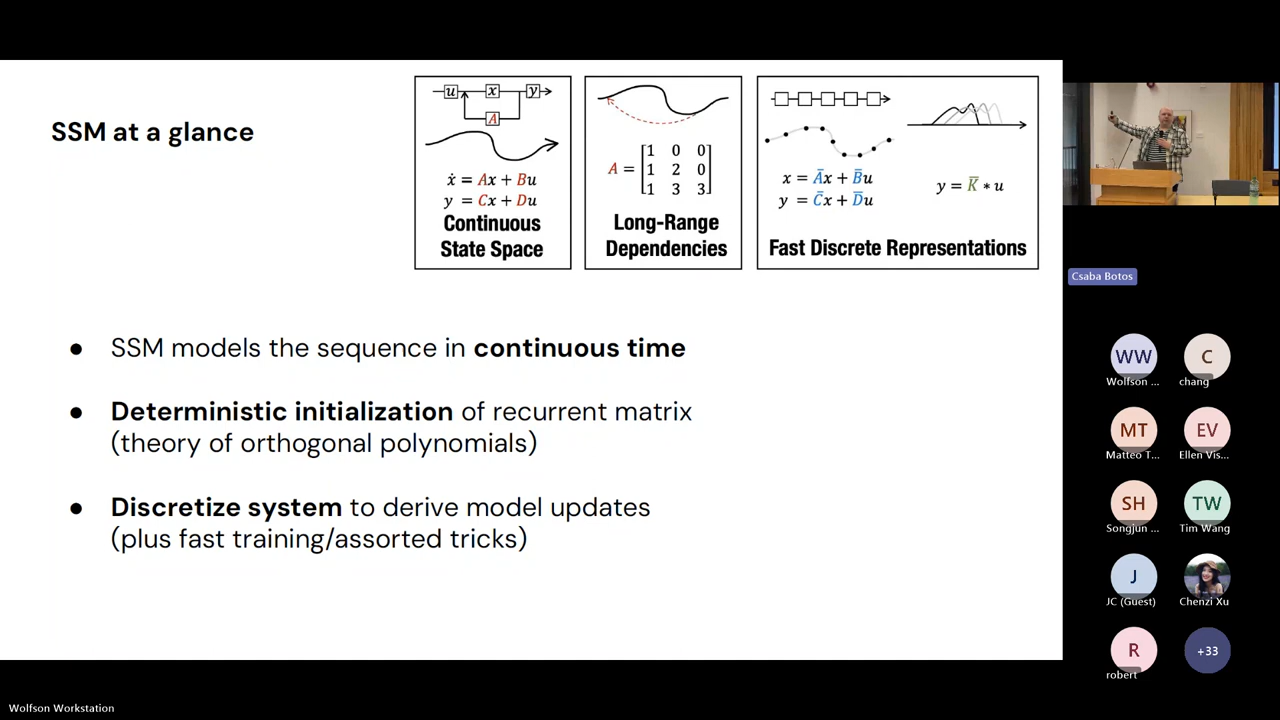 SSM at a glance
u x y
A
ẋ = Ax + Bu
y = Cx + Du
Continuous
State Space
A = [1 0 0
1 2 0
1 3 3]
Long-Range
Dependencies
x = A̅x + B̅u
y = C̅x + D̅u
y = K̅ * u
Fast Discrete Representations
● SSM models the sequence in continuous time
● Deterministic initialization of recurrent matrix
(theory of orthogonal polynomials)
● Discretize system to derive model updates
(plus fast training/assorted tricks)
Csaba Botos
WW C
Wolfson ... chang
MT EV
Matteo T... Ellen Vis...
SH TW
Songjun ... Tim Wang
J
JC (Guest) Chenzi Xu
R +33
robert
Wolfson Workstation